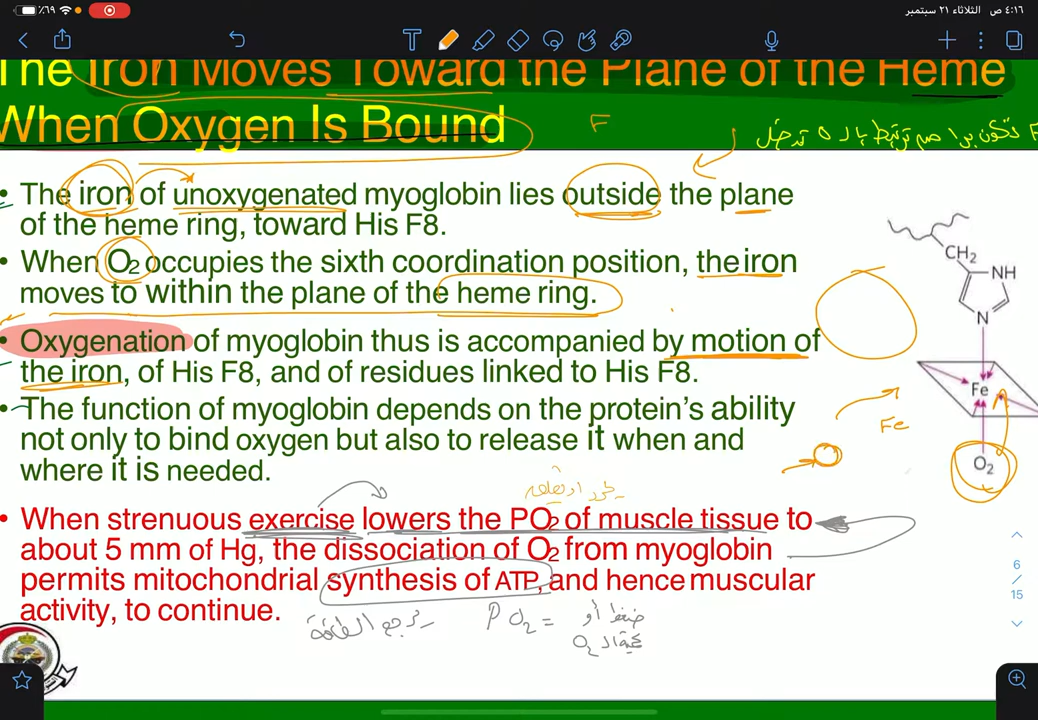 ٤:١٦ ص الثلاثاء ٢١ سبتمبر
٪٦٩
The Iron Moves Toward the Plane of the Heme
When Oxygen Is Bound
F
• The iron of unoxygenated myoglobin lies outside the plane
of the heme ring, toward His F8.
• When O2 occupies the sixth coordination position, the iron
moves to within the plane of the heme ring.
• Oxygenation of myoglobin thus is accompanied by motion of
the iron, of His F8, and of residues linked to His F8.
• The function of myoglobin depends on the protein's ability
not only to bind oxygen but also to release it when and
where it is needed.
• When strenuous exercise lowers the PO2 of muscle tissue to
about 5 mm of Hg, the dissociation of O2 from myoglobin
permits mitochondrial synthesis of ATP, and hence muscular
activity, to continue.
P O2 = ضغط أو
كمية الـ O2
CH2
NH
N
Fe
O2
Fe
6
/
15